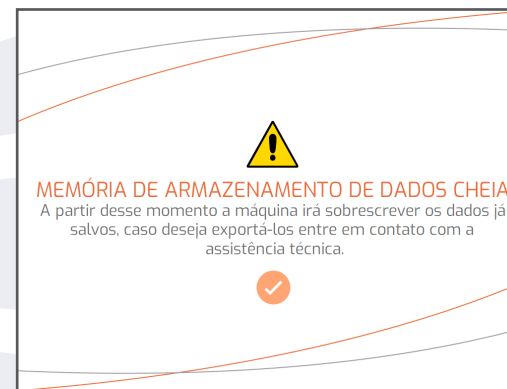 MEMÓRIA DE ARMAZENAMENTO DE DADOS CHEIA
A partir desse momento a máquina irá sobrescrever os dados já
salvos, caso deseja exportá-los entre em contato com a
assistência técnica.